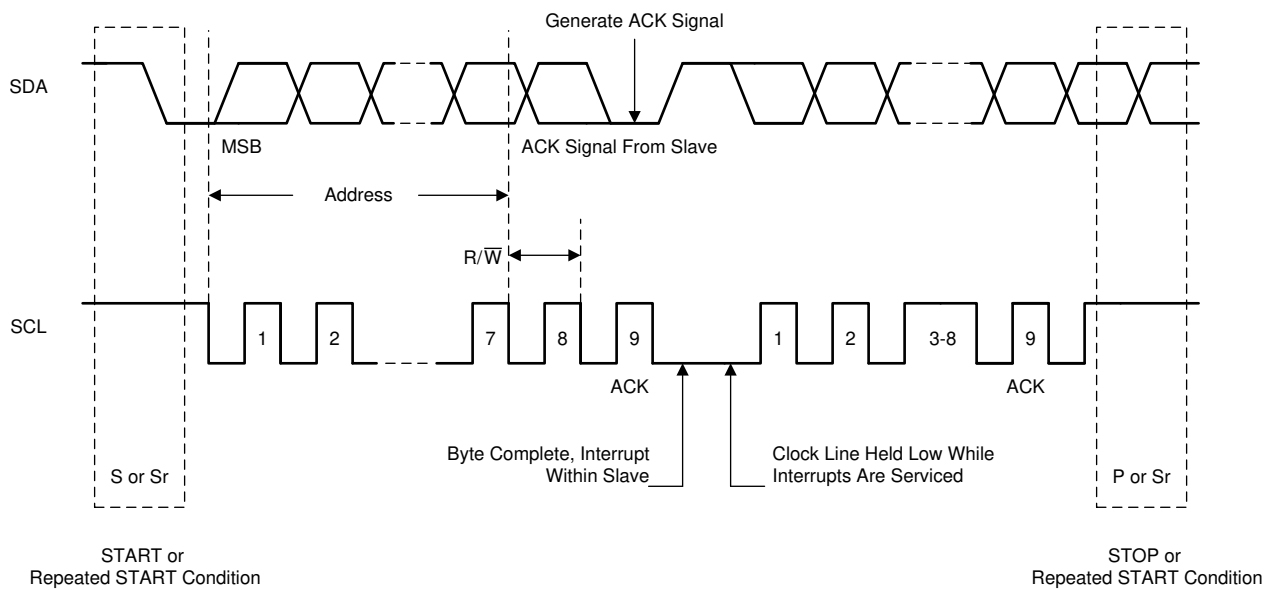 Generate ACK Signal
SDA
MSB
ACK Signal From Slave
Address
R/W̅
SCL
1
2
7
8
9
1
2
3-8
9
ACK
ACK
Byte Complete, Interrupt
Within Slave
Clock Line Held Low While
Interrupts Are Serviced
S or Sr
P or Sr
START or
Repeated START Condition
STOP or
Repeated START Condition